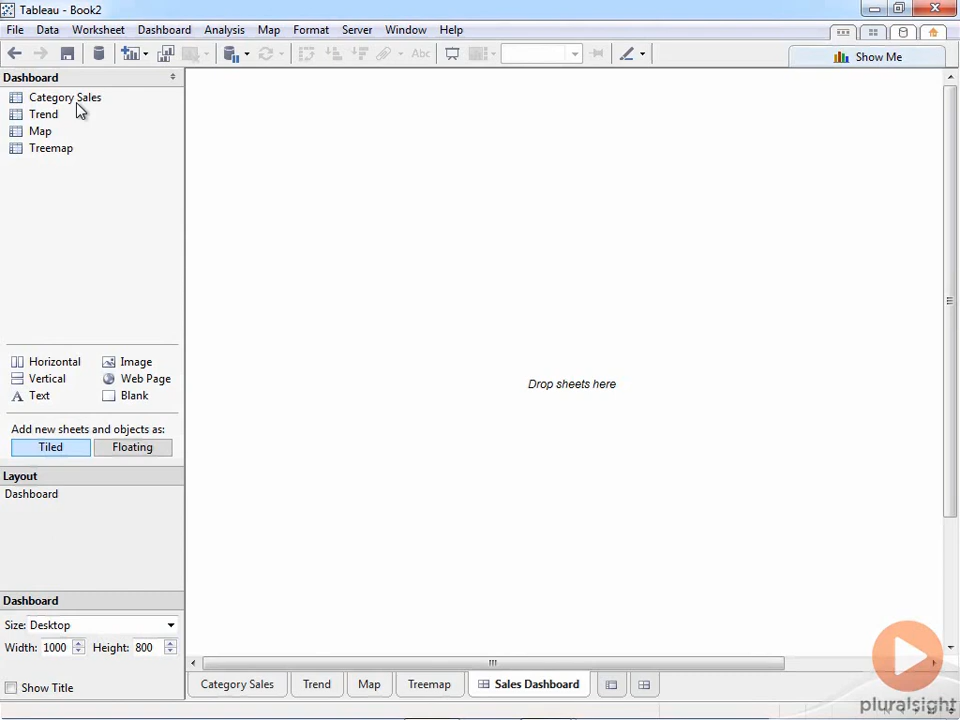 Tableau - Book2
File Data Worksheet Dashboard Analysis Map Format Server Window Help
Abc
Show Me
Dashboard
Category Sales
Trend
Map
Treemap
Drop sheets here
Horizontal Image
Vertical Web Page
A Text Blank
Add new sheets and objects as:
Tiled Floating
Layout
Dashboard
Dashboard
Size: Desktop
Width: 1000 Height: 800
Show Title
Category Sales Trend Map Treemap Sales Dashboard
pluralsight